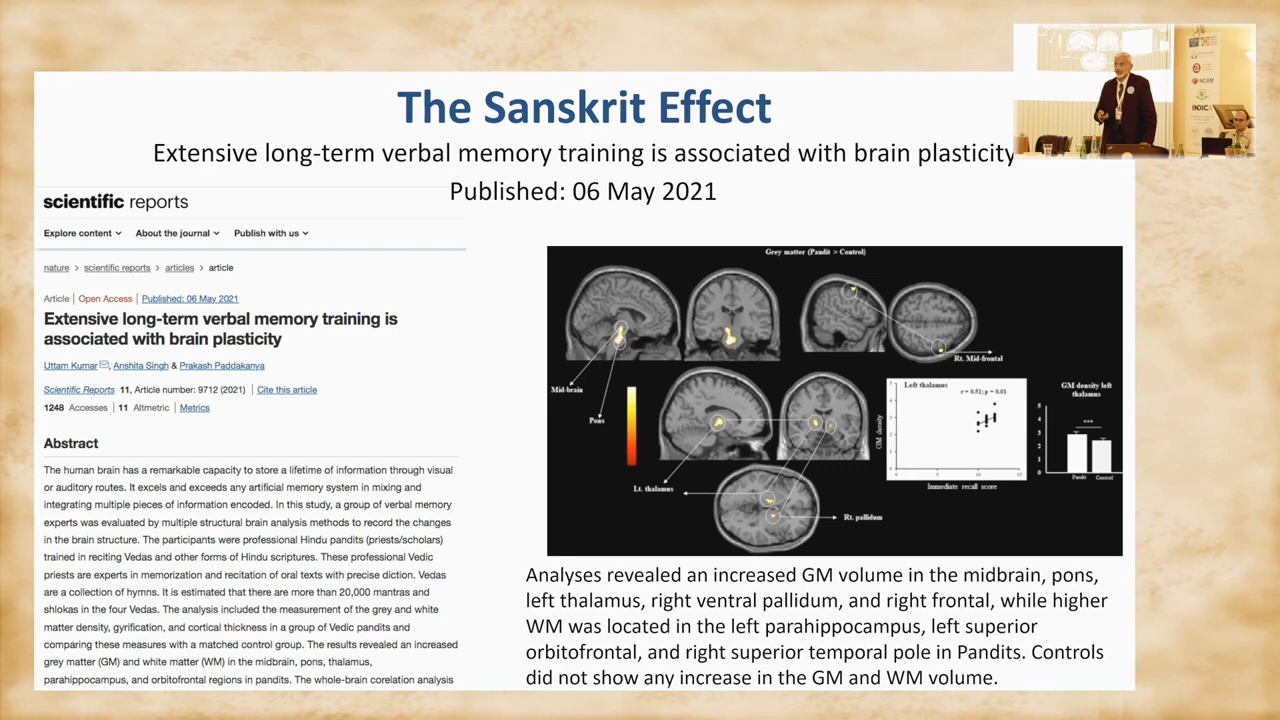 The Sanskrit Effect
Extensive long-term verbal memory training is associated with brain plasticity
Published: 06 May 2021
scientific reports
Explore content
About the journal
Publish with us
nature > scientific reports > articles > article
Article | Open Access | Published: 06 May 2021
Extensive long-term verbal memory training is
associated with brain plasticity
Uttam Kumar, Anshita Singh & Prakash Paddakanya
Scientific Reports 11, Article number: 9712 (2021) | Cite this article
1248 Accesses | 11 Altmetric | Metrics
Abstract
The human brain has a remarkable capacity to store a lifetime of information through visual
or auditory routes. It excels and exceeds any artificial memory system in mixing and
integrating multiple pieces of information encoded. In this study, a group of verbal memory
experts was evaluated by multiple structural brain analysis methods to record the changes
in the brain structure. The participants were professional Hindu pandits (priests/scholars)
trained in reciting Vedas and other forms of Hindu scriptures. These professional Vedic
priests are experts in memorization and recitation of oral texts with precise diction. Vedas
are a collection of hymns. It is estimated that there are more than 20,000 mantras and
shlokas in the four Vedas. The analysis included the measurement of the grey and white
matter density, gyrification, and cortical thickness in a group of Vedic pandits and
comparing these measures with a matched control group. The results revealed an increased
grey matter (GM) and white matter (WM) in the midbrain, pons, thalamus,
parahippocampus, and orbitofrontal regions in pandits. The whole-brain corelation analysis
Grey matter (Pandit > Control)
Rt. Mid-frontal
Mid-brain
Pons
Lt. thalamus
Rt. pallidum
Left thalamus
r = 0.51; p = 0.01
GM density
Immediate recall score
GM density left
thalamus
5
4
3
2
1
0
***
Pandit
Control
Analyses revealed an increased GM volume in the midbrain, pons,
left thalamus, right ventral pallidum, and right frontal, while higher
WM was located in the left parahippocampus, left superior
orbitofrontal, and right superior temporal pole in Pandits. Controls
did not show any increase in the GM and WM volume.
NCAM
INDICA